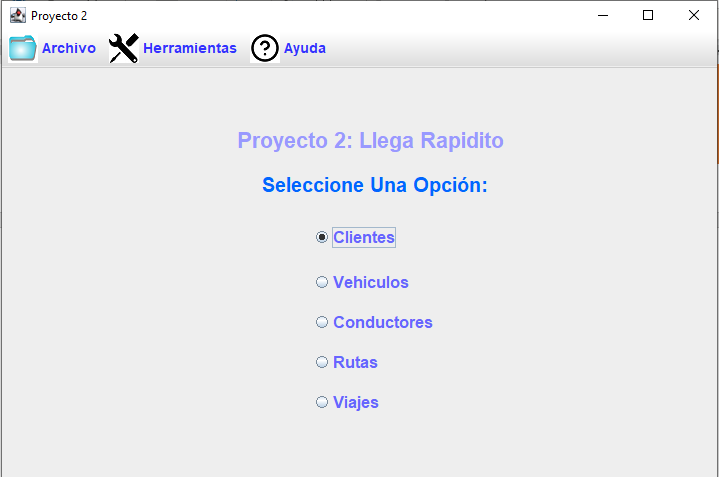 Proyecto 2
Archivo Herramientas Ayuda
Proyecto 2: Llega Rapidito
Seleccione Una Opción:
Clientes
Vehiculos
Conductores
Rutas
Viajes